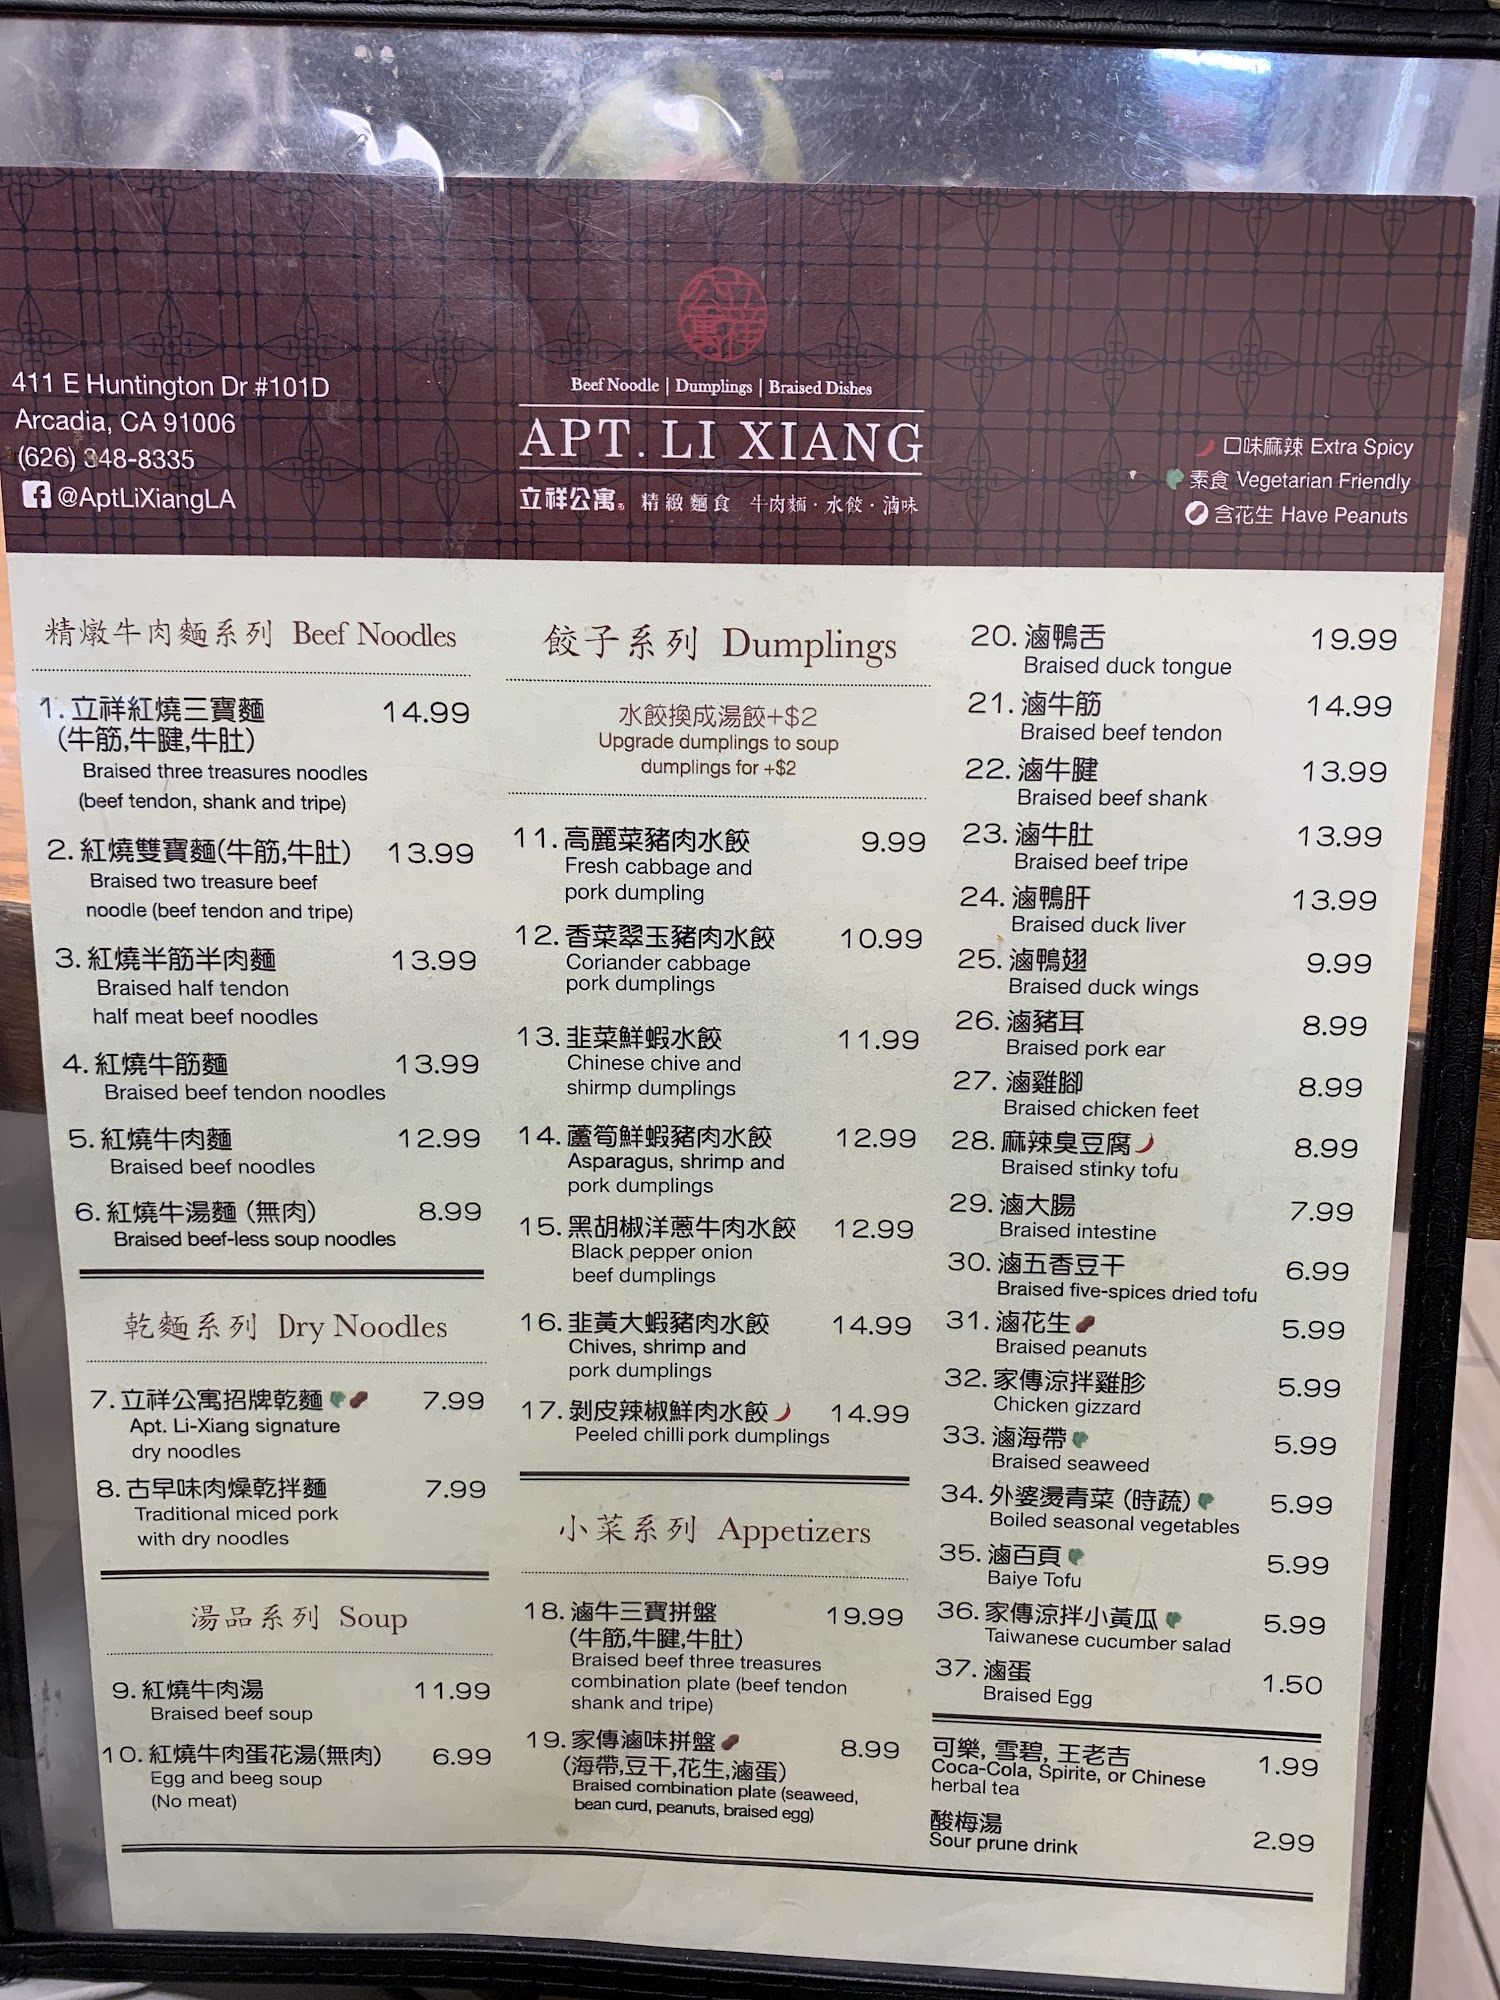 411 E Huntington Dr #101D
Arcadia, CA 91006
(626) 348-8335
@AptLiXiangLA
立祥公寓
Beef Noodle | Dumplings | Braised Dishes
APT. LI XIANG
立祥公寓 精緻麵食 牛肉麵·水餃·滷味
口味麻辣 Extra Spicy
素食 Vegetarian Friendly
含花生 Have Peanuts
精燉牛肉麵系列 Beef Noodles
1. 立祥紅燒三寶麵 14.99
(牛筋,牛腱,牛肚)
Braised three treasures noodles
(beef tendon, shank and tripe)
2. 紅燒雙寶麵(牛筋,牛肚) 13.99
Braised two treasure beef
noodle (beef tendon and tripe)
3. 紅燒半筋半肉麵 13.99
Braised half tendon
half meat beef noodles
4. 紅燒牛筋麵 13.99
Braised beef tendon noodles
5. 紅燒牛肉麵 12.99
Braised beef noodles
6. 紅燒牛湯麵 (無肉) 8.99
Braised beef-less soup noodles
乾麵系列 Dry Noodles
7. 立祥公寓招牌乾麵 7.99
Apt. Li-Xiang signature
dry noodles
8. 古早味肉燥乾拌麵 7.99
Traditional miced pork
with dry noodles
湯品系列 Soup
9. 紅燒牛肉湯 11.99
Braised beef soup
10. 紅燒牛肉蛋花湯(無肉) 6.99
Egg and beeg soup
(No meat)
餃子系列 Dumplings
水餃換成湯餃+$2
Upgrade dumplings to soup
dumplings for +$2
11. 高麗菜豬肉水餃 9.99
Fresh cabbage and
pork dumpling
12. 香菜翠玉豬肉水餃 10.99
Coriander cabbage
pork dumplings
13. 韭菜鮮蝦水餃 11.99
Chinese chive and
shirmp dumplings
14. 蘆筍鮮蝦豬肉水餃 12.99
Asparagus, shrimp and
pork dumplings
15. 黑胡椒洋蔥牛肉水餃 12.99
Black pepper onion
beef dumplings
16. 韭黃大蝦豬肉水餃 14.99
Chives, shrimp and
pork dumplings
17. 剝皮辣椒鮮肉水餃 14.99
Peeled chilli pork dumplings
小菜系列 Appetizers
18. 滷牛三寶拼盤 19.99
(牛筋,牛腱,牛肚)
Braised beef three treasures
combination plate (beef tendon
shank and tripe)
19. 家傳滷味拼盤 8.99
(海帶,豆干,花生,滷蛋)
Braised combination plate (seaweed,
bean curd, peanuts, braised egg)
20. 滷鴨舌 19.99
Braised duck tongue
21. 滷牛筋 14.99
Braised beef tendon
22. 滷牛腱 13.99
Braised beef shank
23. 滷牛肚 13.99
Braised beef tripe
24. 滷鴨肝 13.99
Braised duck liver
25. 滷鴨翅 9.99
Braised duck wings
26. 滷豬耳 8.99
Braised pork ear
27. 滷雞腳 8.99
Braised chicken feet
28. 麻辣臭豆腐 8.99
Braised stinky tofu
29. 滷大腸 7.99
Braised intestine
30. 滷五香豆干 6.99
Braised five-spices dried tofu
31. 滷花生 5.99
Braised peanuts
32. 家傳涼拌雞胗 5.99
Chicken gizzard
33. 滷海帶 5.99
Braised seaweed
34. 外婆燙青菜 (時蔬) 5.99
Boiled seasonal vegetables
35. 滷百頁 5.99
Baiye Tofu
36. 家傳涼拌小黃瓜 5.99
Taiwanese cucumber salad
37. 滷蛋 1.50
Braised Egg
可樂, 雪碧, 王老吉 1.99
Coca-Cola, Spirite, or Chinese
herbal tea
酸梅湯
Sour prune drink 2.99